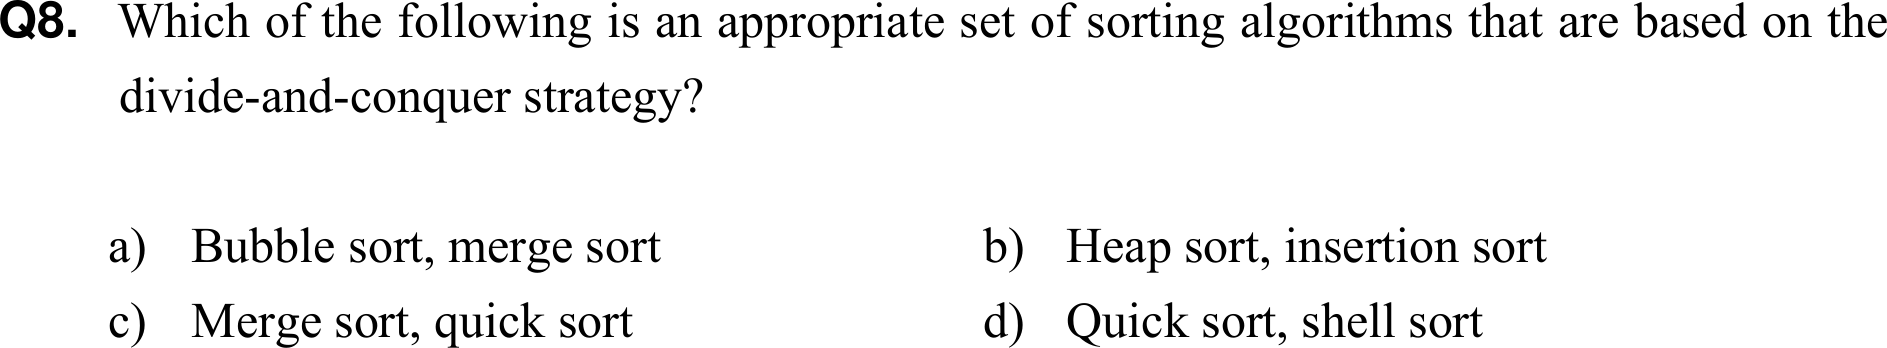 Q8. Which of the following is an appropriate set of sorting algorithms that are based on the
divide-and-conquer strategy?
a) Bubble sort, merge sort b) Heap sort, insertion sort
c) Merge sort, quick sort d) Quick sort, shell sort